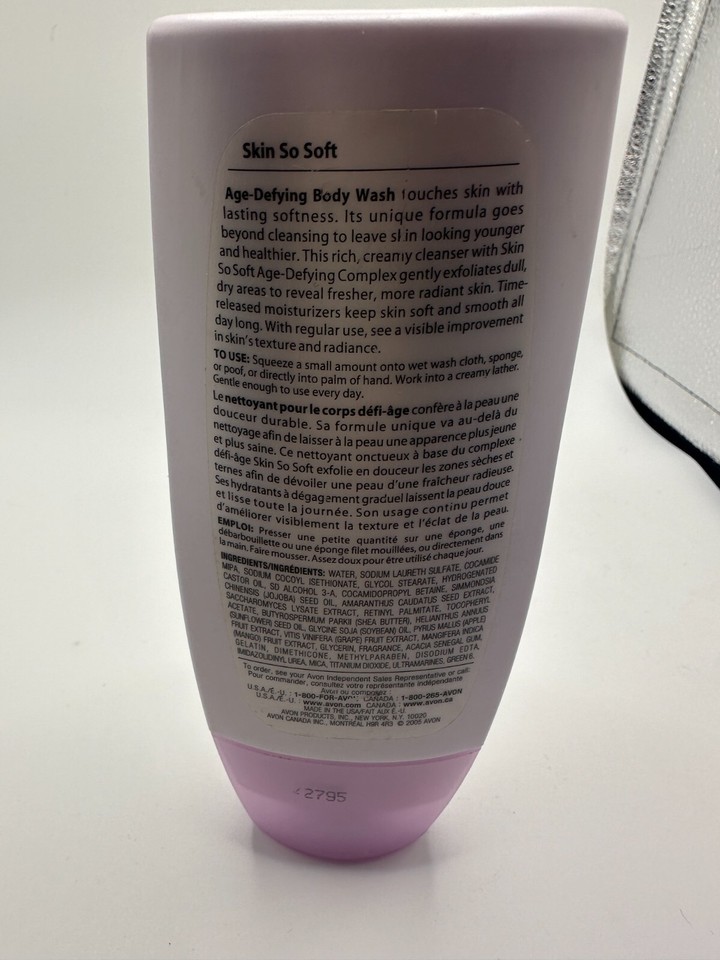 Skin So Soft
Age-Defying Body Wash touches skin with
lasting softness. Its unique formula goes
beyond cleansing to leave skin looking younger
and healthier. This rich, creamy cleanser with Skin
So Soft Age-Defying Complex gently exfoliates dull,
dry areas to reveal fresher, more radiant skin. Time-
released moisturizers keep skin soft and smooth all
day long. With regular use, see a visible improvement
in skin's texture and radiance.
TO USE: Squeeze a small amount onto wet wash cloth, sponge,
or poof, or directly into palm of hand. Work into a creamy lather.
Gentle enough to use every day.
Le nettoyant pour le corps défi-âge confère à la peau une
douceur durable. Sa formule unique va au-delà du
nettoyage afin de laisser à la peau une apparence plus jeune
et plus saine. Ce nettoyant onctueux à base du complexe
défi-âge Skin So Soft exfolie en douceur les zones sèches et
ternes afin de dévoiler une peau d'une fraîcheur radieuse.
Ses hydratants à dégagement graduel laissent la peau douce
et lisse toute la journée. Son usage continu permet
d'améliorer visiblement la texture et l'éclat de la peau.
EMPLOI: Presser une petite quantité sur une éponge, une
débarbouillette ou une éponge filet mouillées, ou directement dans
la main. Faire mousser. Assez doux pour être utilisé chaque jour.
INGREDIENTS/INGRÉDIENTS: WATER, SODIUM LAURETH SULFATE, COCAMIDE
MIPA, SODIUM COCOYL ISETHIONATE, GLYCOL STEARATE, HYDROGENATED
CASTOR OIL, SD ALCOHOL 3-A, COCAMIDOPROPYL BETAINE, SIMMONDSIA
CHINENSIS (JOJOBA) SEED OIL, AMARANTHUS CAUDATUS SEED EXTRACT,
SACCHAROMYCES LYSATE EXTRACT, RETINYL PALMITATE, TOCOPHERYL
ACETATE, BUTYROSPERMUM PARKII (SHEA BUTTER), HELIANTHUS ANNUUS
(SUNFLOWER) SEED OIL, GLYCINE SOJA (SOYBEAN) OIL, PYRUS MALUS (APPLE)
FRUIT EXTRACT, VITIS VINIFERA (GRAPE) FRUIT EXTRACT, MANGIFERA INDICA
(MANGO) FRUIT EXTRACT, GLYCERIN, FRAGRANCE, ACACIA SENEGAL GUM,
GELATIN, DIMETHICONE, METHYLPARABEN, DISODIUM EDTA,
IMIDAZOLIDINYL UREA, MICA, TITANIUM DIOXIDE, ULTRAMARINES, GREEN 6.
To order, see your Avon Independent Sales Representative or call.
Pour commander, consultez votre représentante indépendante
Avon ou composez
U.S.A./É.-U. : 1-800-FOR-AVON CANADA : 1-800-265-AVON
U.S.A./É.-U. : www.avon.com CANADA : www.avon.ca
MADE IN THE USA/FAIT AUX É.-U.
AVON PRODUCTS, INC., NEW YORK, N.Y. 10020
AVON CANADA INC., MONTRÉAL H9R 4R3 © 2005 AVON
2795